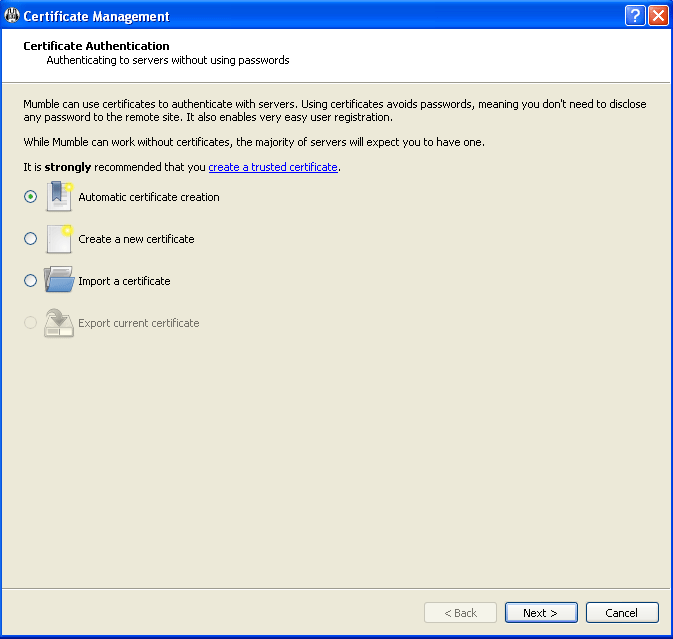 Certificate Management
Certificate Authentication
Authenticating to servers without using passwords
Mumble can use certificates to authenticate with servers. Using certificates avoids passwords, meaning you don't need to disclose
any password to the remote site. It also enables very easy user registration.
While Mumble can work without certificates, the majority of servers will expect you to have one.
It is strongly recommended that you create a trusted certificate.
Automatic certificate creation
Create a new certificate
Import a certificate
Export current certificate
< Back Next > Cancel